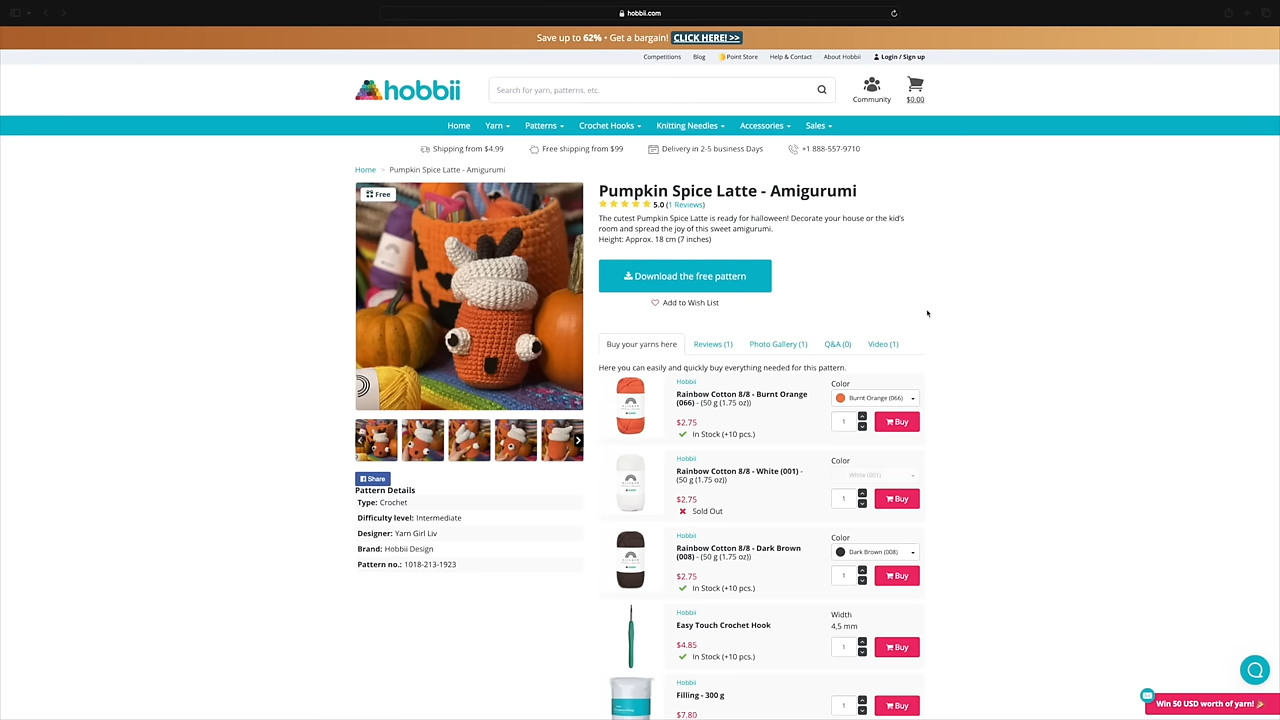 hobbii.com
Save up to 62% • Get a bargain! CLICK HERE! >>
Competitions Blog Point Store Help & Contact About Hobbii Login / Sign up
hobbii
Search for yarn, patterns, etc.
Community
$0.00
Home Yarn Patterns Crochet Hooks Knitting Needles Accessories Sales
Shipping from $4.99 Free shipping from $99 Delivery in 2-5 business Days +1 888-557-9710
Home > Pumpkin Spice Latte - Amigurumi
Free
Pumpkin Spice Latte - Amigurumi
5.0 (1 Reviews)
The cutest Pumpkin Spice Latte is ready for halloween! Decorate your house or the kid's
room and spread the joy of this sweet amigurumi.
Height: Approx. 18 cm (7 inches)
Download the free pattern
Add to Wish List
Share
Pattern Details
Type: Crochet
Difficulty level: Intermediate
Designer: Yarn Girl Liv
Brand: Hobbii Design
Pattern no.: 1018-213-1923
Buy your yarns here Reviews (1) Photo Gallery (1) Q&A (0) Video (1)
Here you can easily and quickly buy everything needed for this pattern.
Hobbii
Rainbow Cotton 8/8 - Burnt Orange
(066) - (50 g (1.75 oz))
$2.75
In Stock (+10 pcs.)
Color
Burnt Orange (066)
1 Buy
Hobbii
Rainbow Cotton 8/8 - White (001) -
(50 g (1.75 oz))
$2.75
Sold Out
Color
White (001)
1 Buy
Hobbii
Rainbow Cotton 8/8 - Dark Brown
(008) - (50 g (1.75 oz))
$2.75
In Stock (+10 pcs.)
Color
Dark Brown (008)
1 Buy
Hobbii
Easy Touch Crochet Hook
$4.85
In Stock (+10 pcs.)
Width
4,5 mm
1 Buy
Hobbii
Filling - 300 g
$7.80
1 Buy
Win 50 USD worth of yarn!